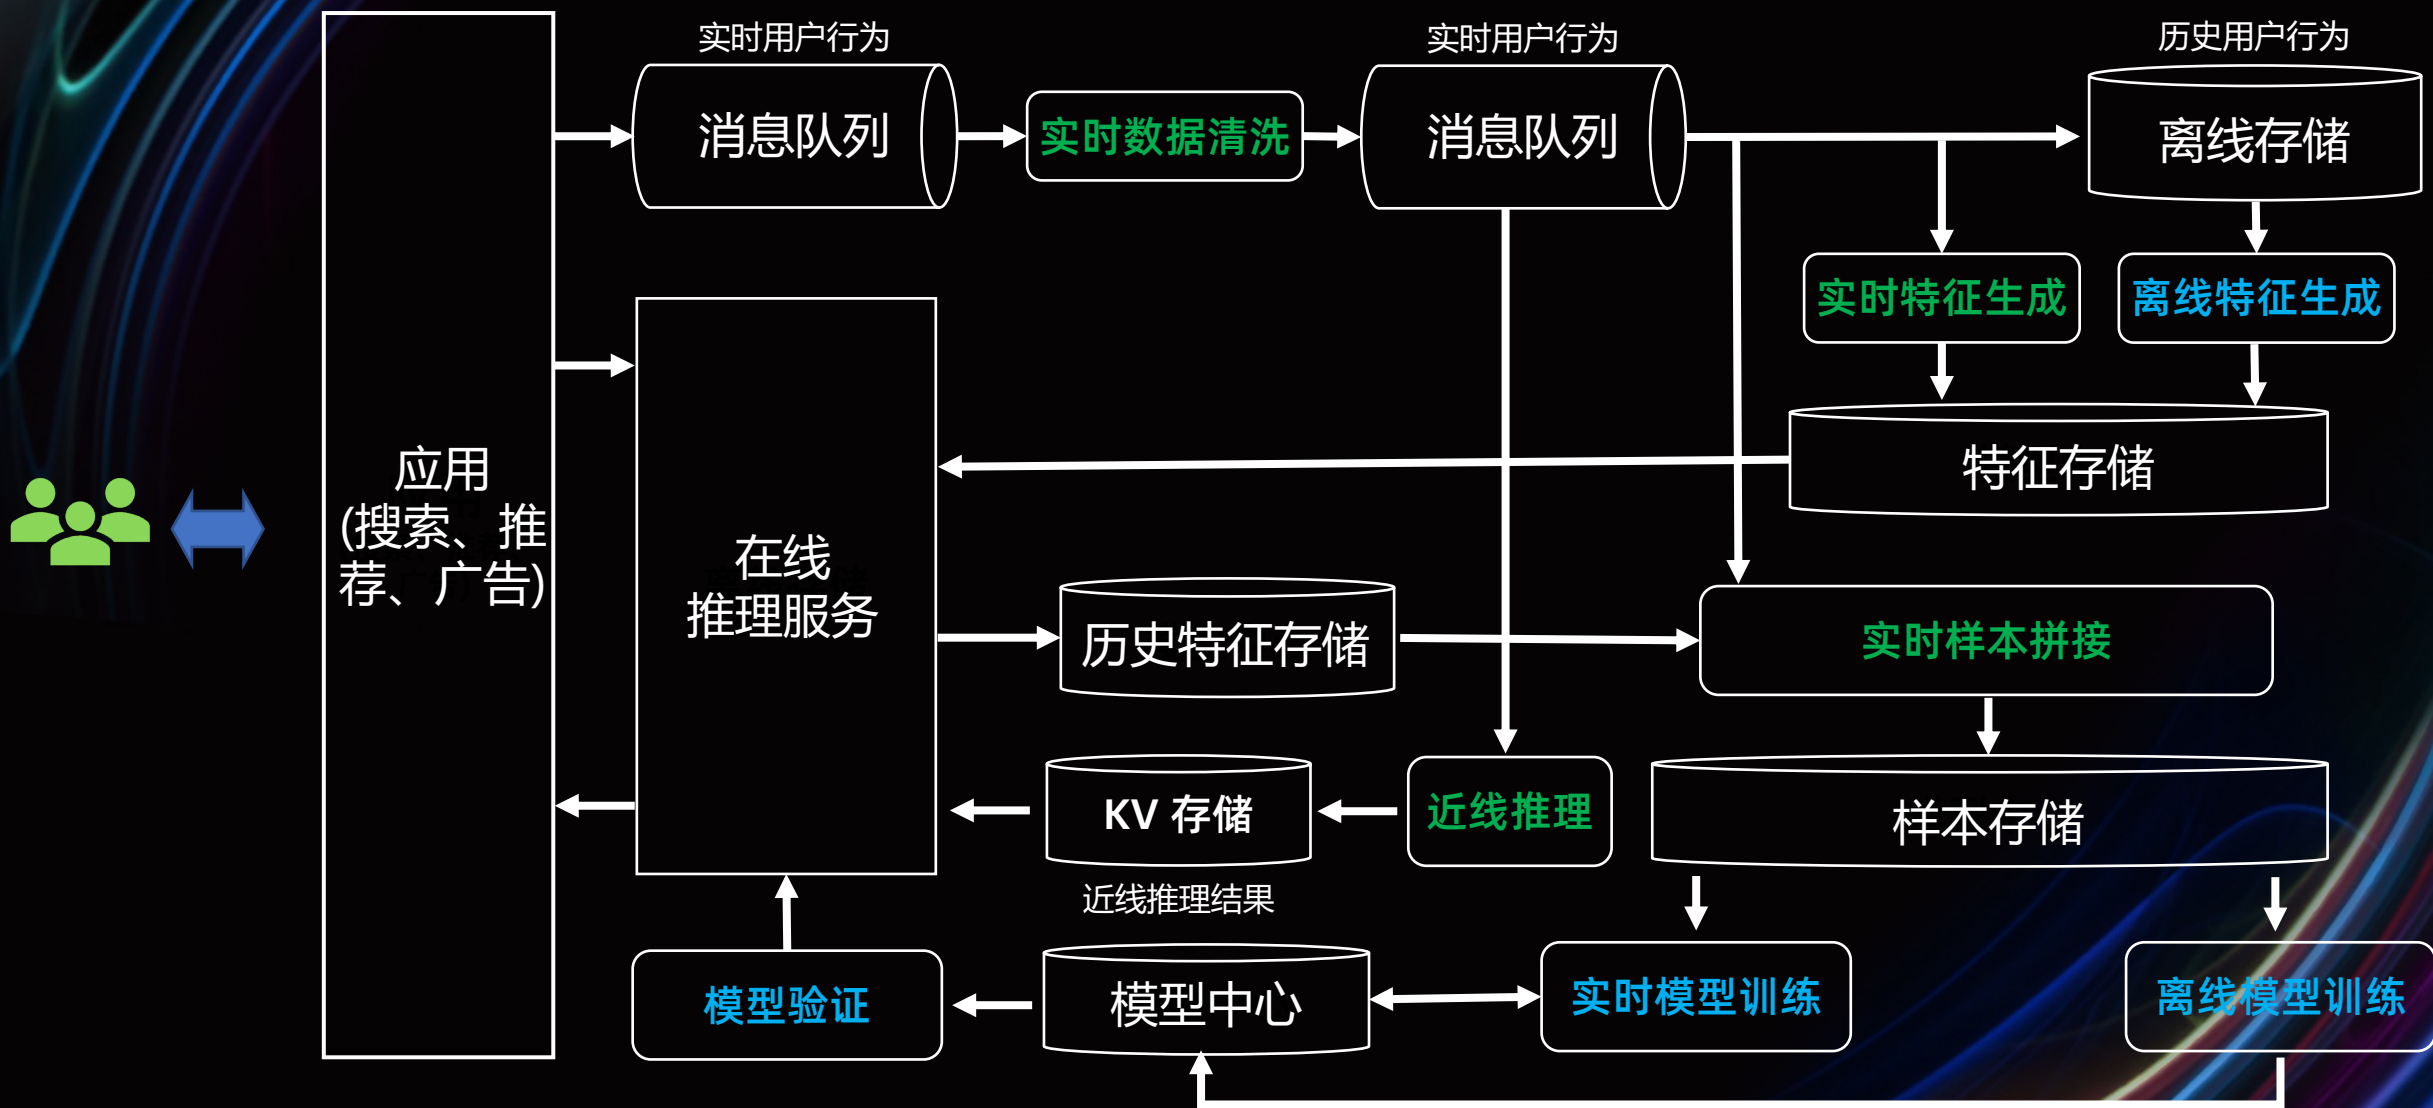 实时用户行为
实时用户行为
历史用户行为
消息队列
实时数据清洗
消息队列
离线存储
实时特征生成
离线特征生成
特征存储
应用
(搜索、推
荐、广告)
在线
推理服务
历史特征存储
实时样本拼接
KV 存储
近线推理
样本存储
近线推理结果
模型验证
模型中心
实时模型训练
离线模型训练